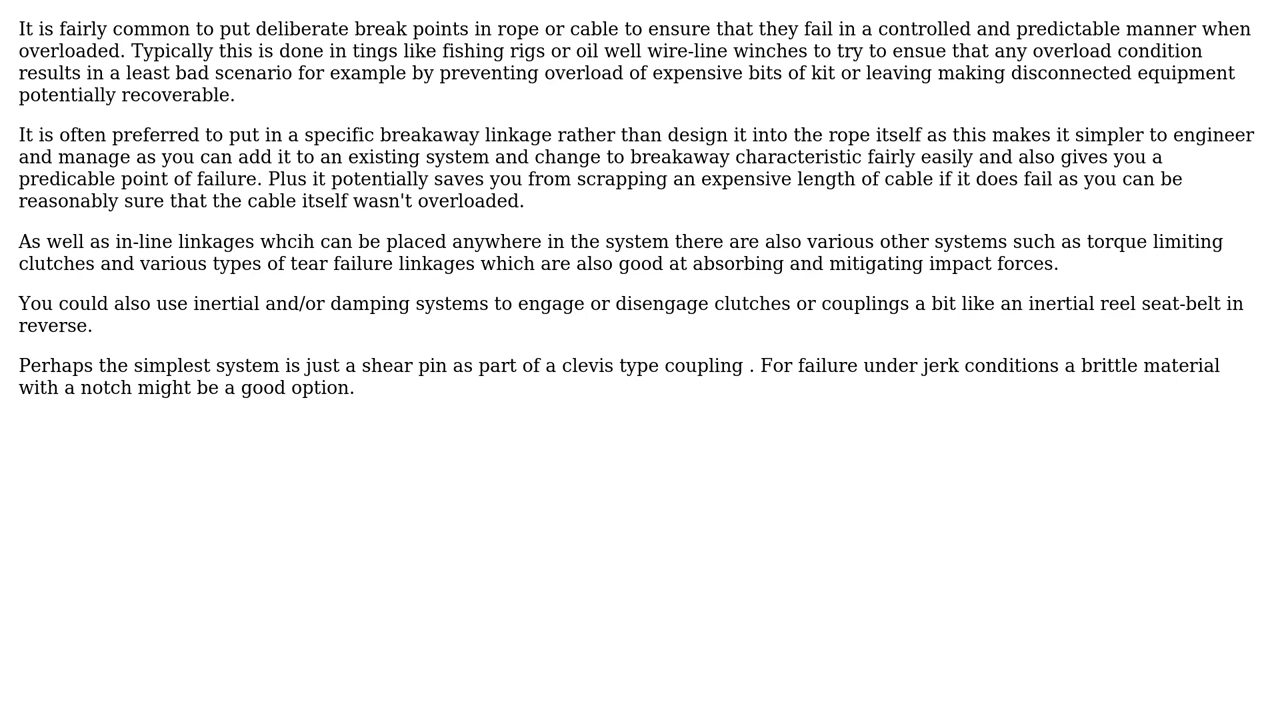 It is fairly common to put deliberate break points in rope or cable to ensure that they fail in a controlled and predictable manner when
overloaded. Typically this is done in tings like fishing rigs or oil well wire-line winches to try to ensue that any overload condition
results in a least bad scenario for example by preventing overload of expensive bits of kit or leaving making disconnected equipment
potentially recoverable.
It is often preferred to put in a specific breakaway linkage rather than design it into the rope itself as this makes it simpler to engineer
and manage as you can add it to an existing system and change to breakaway characteristic fairly easily and also gives you a
predicable point of failure. Plus it potentially saves you from scrapping an expensive length of cable if it does fail as you can be
reasonably sure that the cable itself wasn't overloaded.
As well as in-line linkages whcih can be placed anywhere in the system there are also various other systems such as torque limiting
clutches and various types of tear failure linkages which are also good at absorbing and mitigating impact forces.
You could also use inertial and/or damping systems to engage or disengage clutches or couplings a bit like an inertial reel seat-belt in
reverse.
Perhaps the simplest system is just a shear pin as part of a clevis type coupling . For failure under jerk conditions a brittle material
with a notch might be a good option.